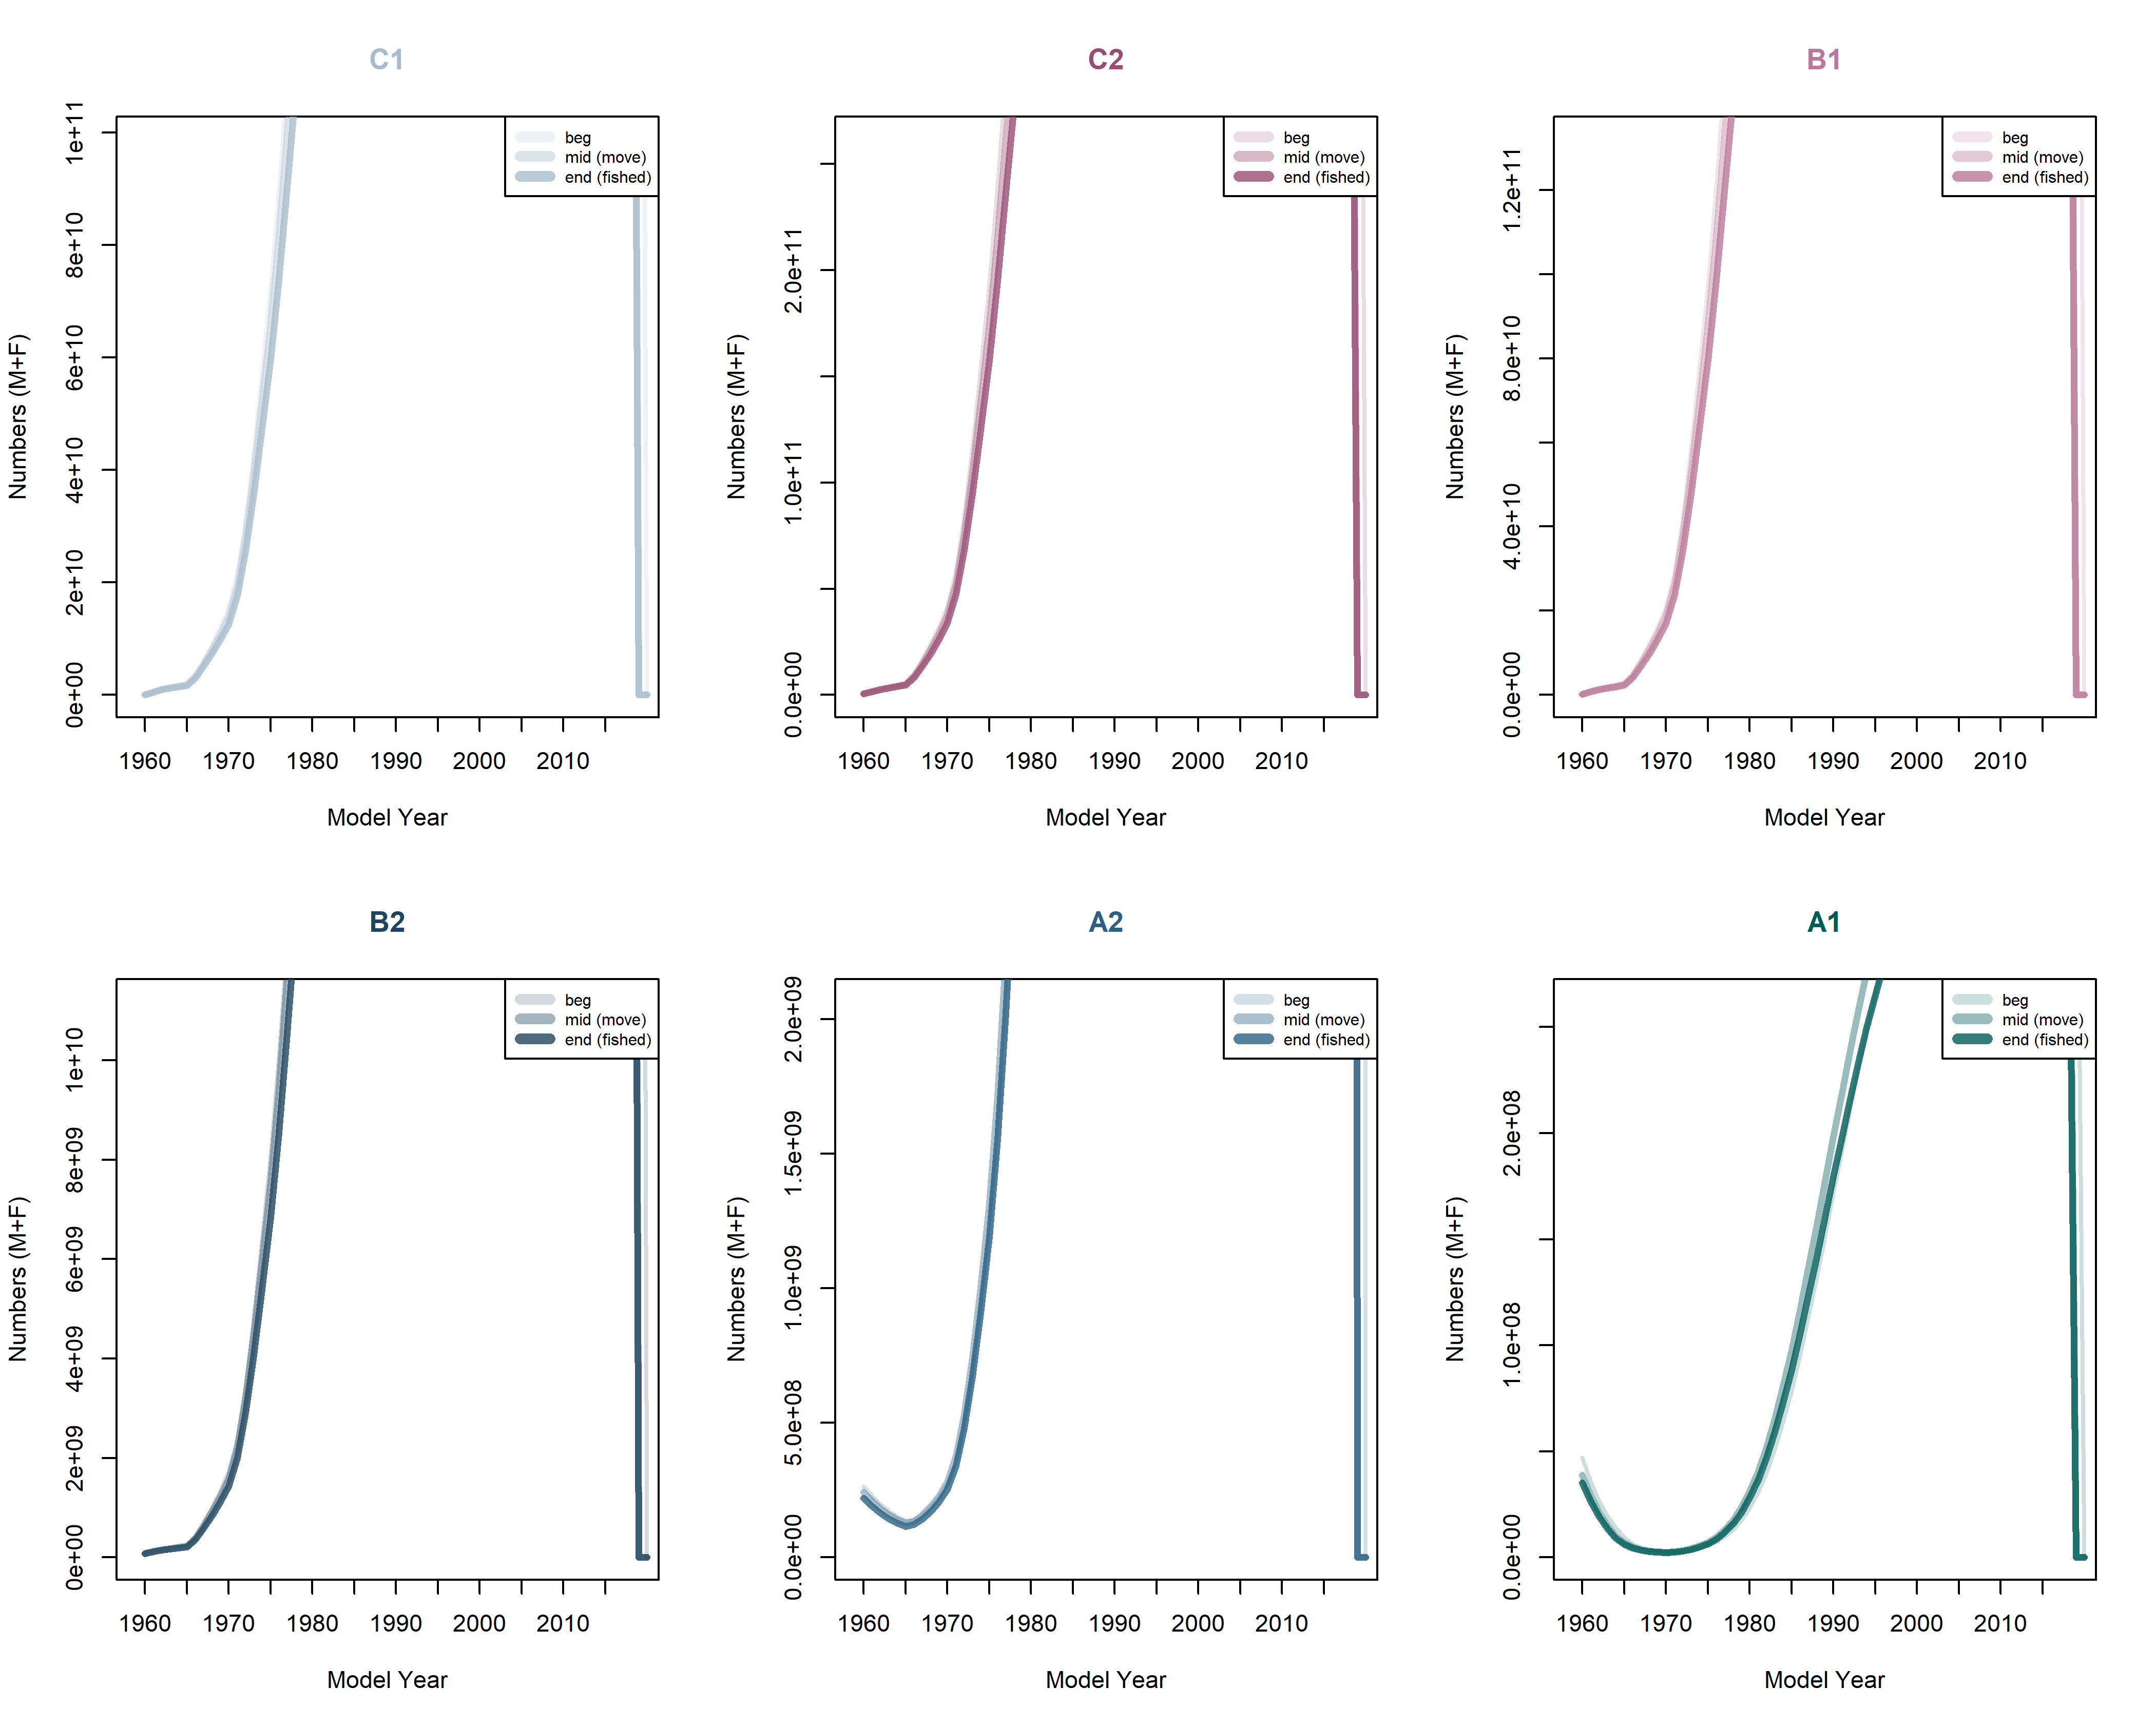 C1
C2
B1
beg
mid (move)
end (fished)
beg
mid (move)
end (fished)
beg
mid (move)
end (fished)
Numbers (M+F)
0e+00 2e+10 4e+10 6e+10 8e+10 1e+11
Numbers (M+F)
0.0e+00 1.0e+11 2.0e+11
Numbers (M+F)
0.0e+00 4.0e+10 8.0e+10 1.2e+11
1960 1970 1980 1990 2000 2010
1960 1970 1980 1990 2000 2010
1960 1970 1980 1990 2000 2010
Model Year
Model Year
Model Year
B2
A2
A1
beg
mid (move)
end (fished)
beg
mid (move)
end (fished)
beg
mid (move)
end (fished)
Numbers (M+F)
0e+00 2e+09 4e+09 6e+09 8e+09 1e+10
Numbers (M+F)
0.0e+00 5.0e+08 1.0e+09 1.5e+09 2.0e+09
Numbers (M+F)
0.0e+00 1.0e+08 2.0e+08
1960 1970 1980 1990 2000 2010
1960 1970 1980 1990 2000 2010
1960 1970 1980 1990 2000 2010
Model Year
Model Year
Model Year